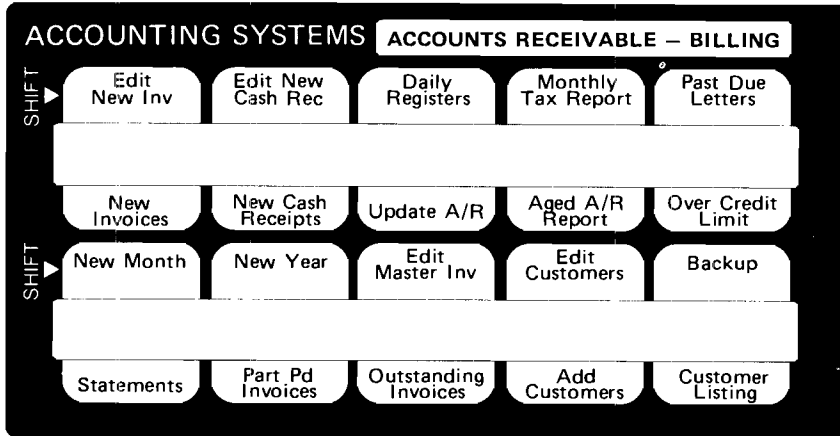 ACCOUNTING SYSTEMS ACCOUNTS RECEIVABLE – BILLING
SHIFT
Edit
New Inv
Edit New
Cash Rec
Daily
Registers
Monthly
Tax Report
Past Due
Letters
New
Invoices
New Cash
Receipts
Update A/R
Aged A/R
Report
Over Credit
Limit
SHIFT
New Month
New Year
Edit
Master Inv
Edit
Customers
Backup
Statements
Part Pd
Invoices
Outstanding
Invoices
Add
Customers
Customer
Listing